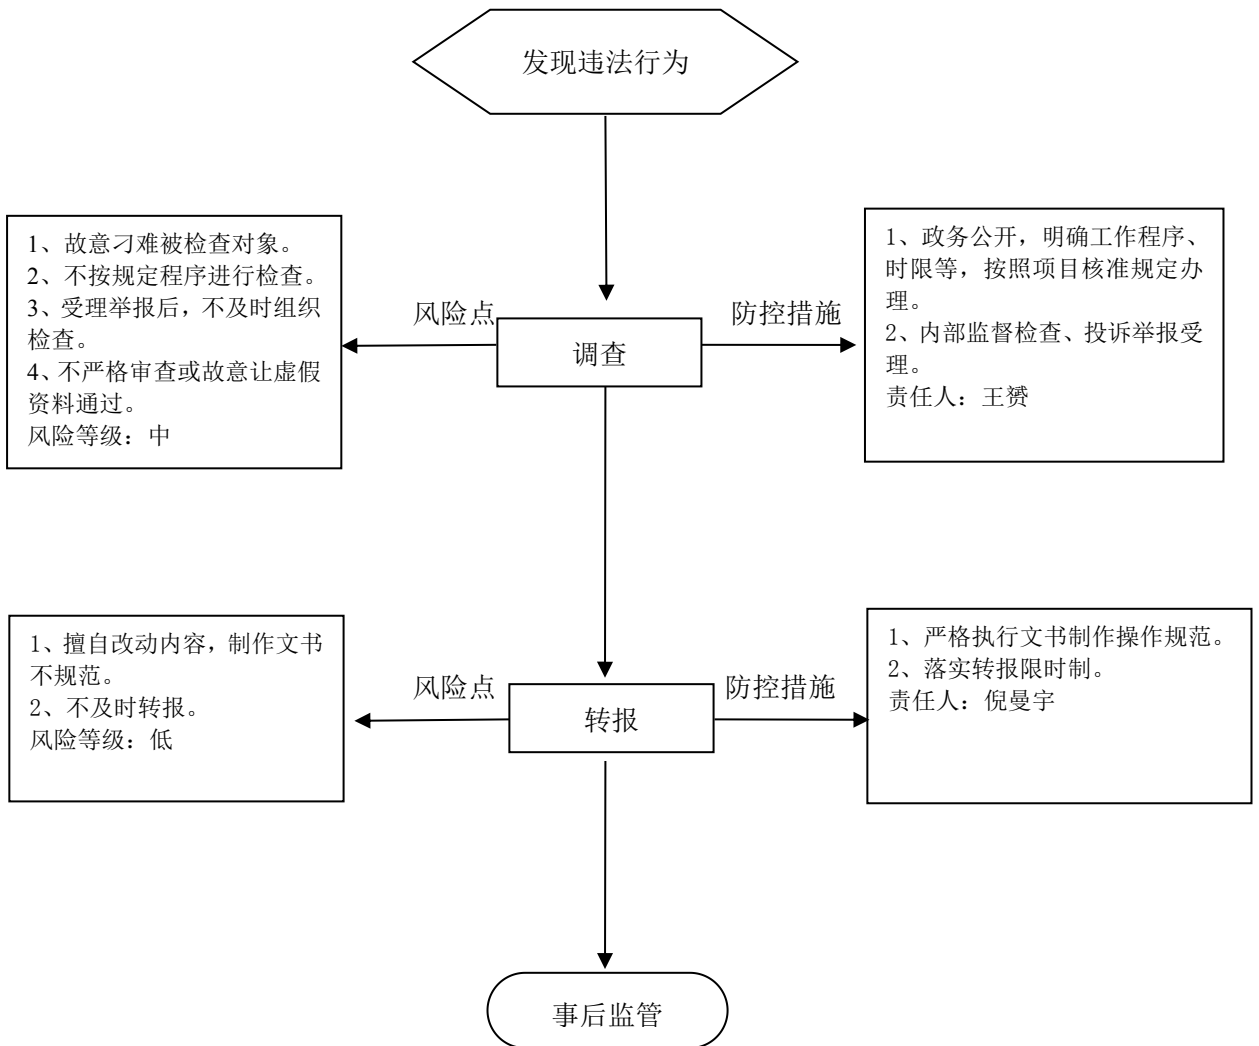 发现违法行为
1、故意刁难被检查对象。
2、不按规定程序进行检查。
3、受理举报后，不及时组织
检查。
4、不严格审查或故意让虚假
资料通过。
风险等级：中
风险点
调查
防控措施
1、政务公开，明确工作程序、
时限等，按照项目核准规定办
理。
2、内部监督检查、投诉举报受
理。
责任人：王赟
1、擅自改动内容，制作文书
不规范。
2、不及时转报。
风险等级：低
风险点
转报
防控措施
1、严格执行文书制作操作规范。
2、落实转报限时制。
责任人：倪曼宇
事后监管